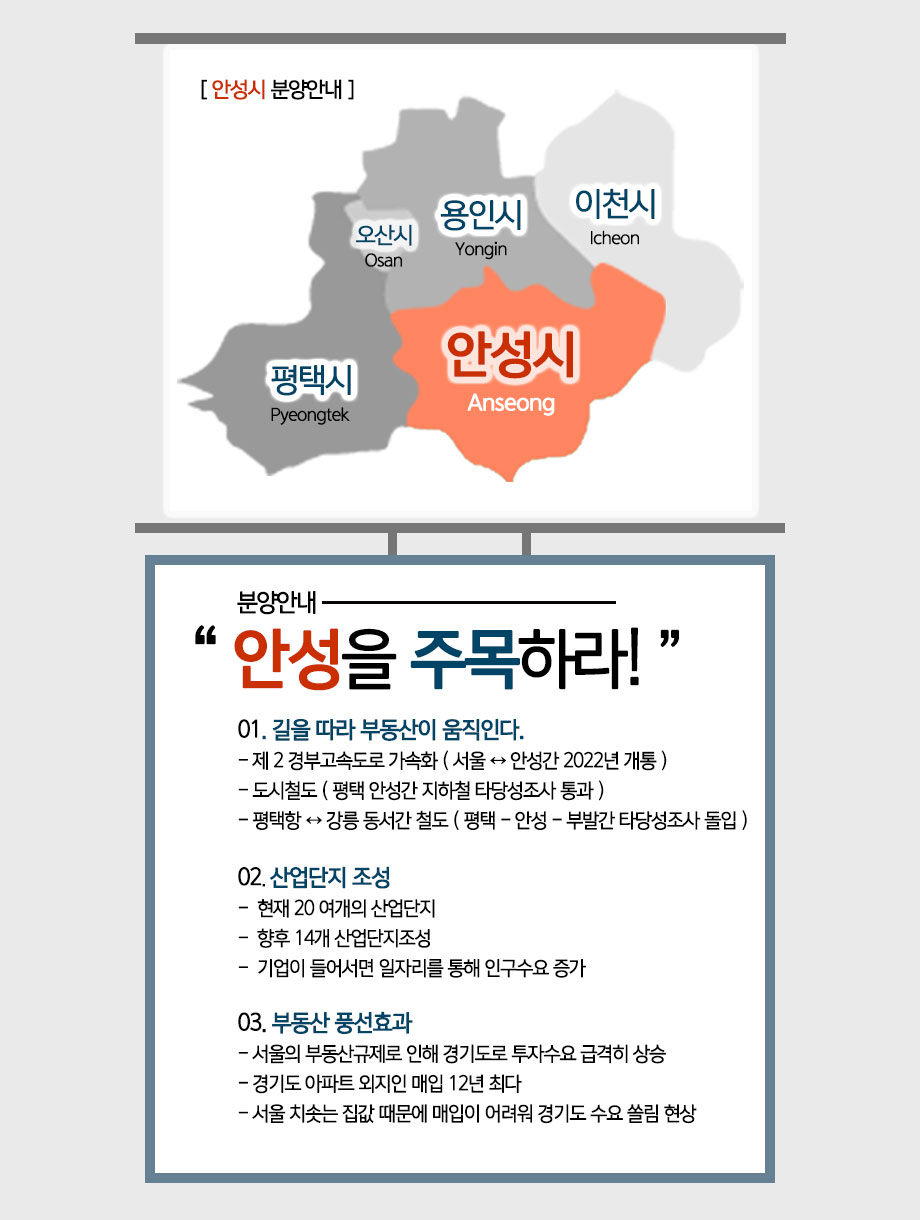 [ 안성시 분양안내 ]
이천시
Icheon
용인시
Yongin
오산시
Osan
안성시
Anseong
평택시
Pyeongtek
분양안내
“ 안성을 주목하라! ”
01. 길을 따라 부동산이 움직인다.
- 제 2 경부고속도로 가속화 ( 서울 ↔ 안성간 2022년 개통 )
- 도시철도 ( 평택 안성간 지하철 타당성조사 통과 )
- 평택항 ↔ 강릉 동서간 철도 ( 평택 - 안성 - 부발간 타당성조사 돌입 )
02. 산업단지 조성
- 현재 20 여개의 산업단지
- 향후 14개 산업단지조성
- 기업이 들어서면 일자리를 통해 인구수요 증가
03. 부동산 풍선효과
- 서울의 부동산규제로 인해 경기도로 투자수요 급격히 상승
- 경기도 아파트 외지인 매입 12년 최다
- 서울 치솟는 집값 때문에 매입이 어려워 경기도 수요 쏠림 현상